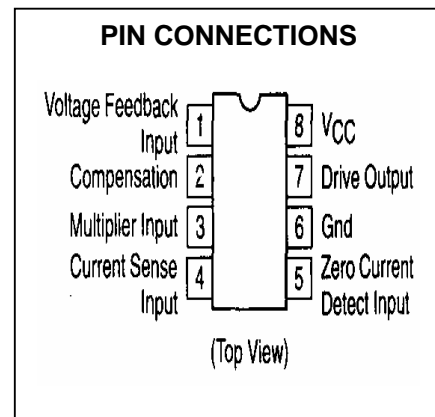 PIN CONNECTIONS
Voltage Feedback
Input
1
8
VCC
Compensation
2
7
Drive Output
Multiplier Input
3
6
Gnd
Current Sense
Input
4
5
Zero Current
Detect Input
(Top View)